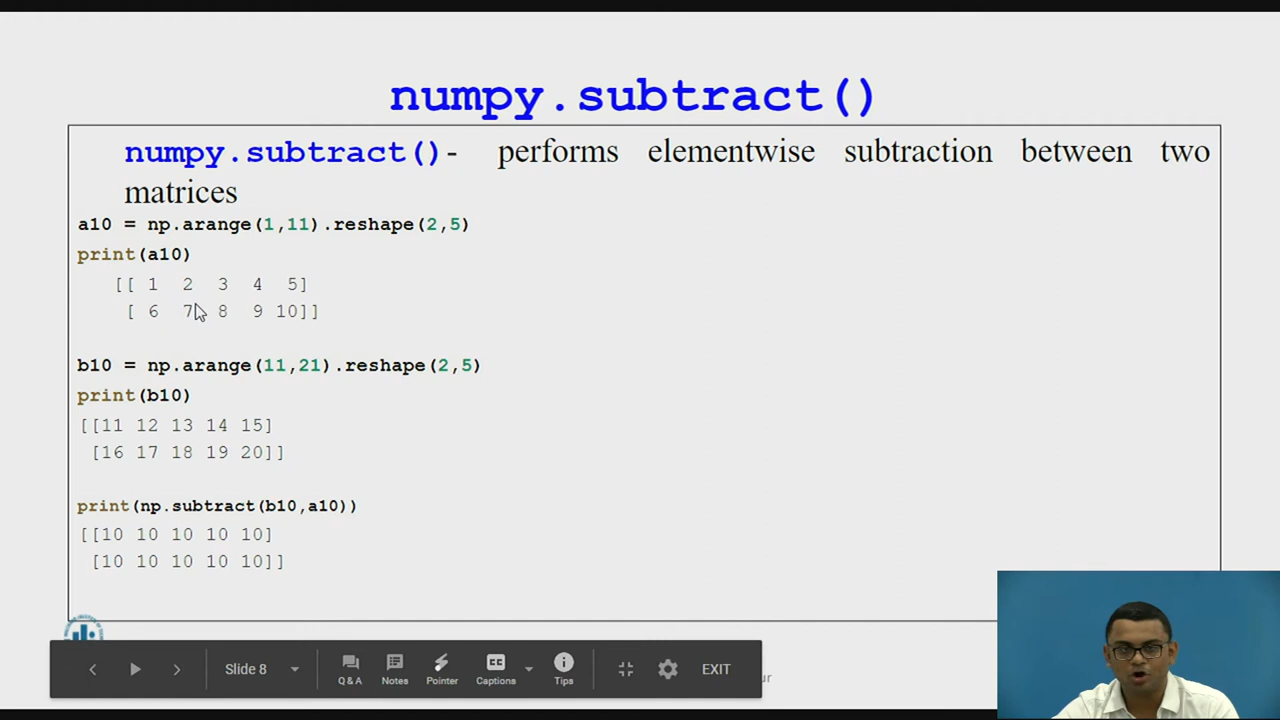 numpy.subtract()
numpy.subtract()- performs elementwise subtraction between two
matrices
a10 = np.arange(1,11).reshape(2,5)
print(a10)
[[ 1 2 3 4 5]
[ 6 7 8 9 10]]
b10 = np.arange(11,21).reshape(2,5)
print(b10)
[[11 12 13 14 15]
[16 17 18 19 20]]
print(np.subtract(b10,a10))
[[10 10 10 10 10]
[10 10 10 10 10]]
Slide 8
Q & A
Notes
Pointer
CC
Captions
Tips
EXIT
ur